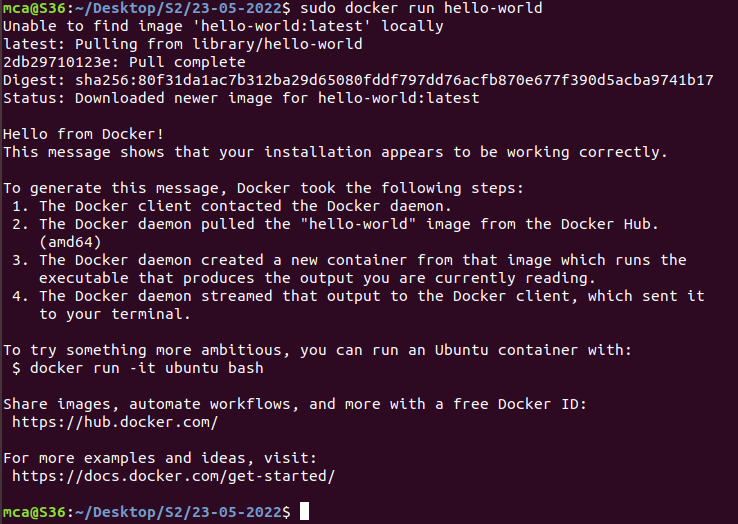 mca@S36:~/Desktop/S2/23-05-2022$ sudo docker run hello-world
Unable to find image 'hello-world:latest' locally
latest: Pulling from library/hello-world
2db29710123e: Pull complete
Digest: sha256:80f31da1ac7b312ba29d65080fddf797dd76acfb870e677f390d5acba9741b17
Status: Downloaded newer image for hello-world:latest
Hello from Docker!
This message shows that your installation appears to be working correctly.
To generate this message, Docker took the following steps:
1. The Docker client contacted the Docker daemon.
2. The Docker daemon pulled the "hello-world" image from the Docker Hub.
(amd64)
3. The Docker daemon created a new container from that image which runs the
executable that produces the output you are currently reading.
4. The Docker daemon streamed that output to the Docker client, which sent it
to your terminal.
To try something more ambitious, you can run an Ubuntu container with:
$ docker run -it ubuntu bash
Share images, automate workflows, and more with a free Docker ID:
https://hub.docker.com/
For more examples and ideas, visit:
https://docs.docker.com/get-started/
mca@S36:~/Desktop/S2/23-05-2022$